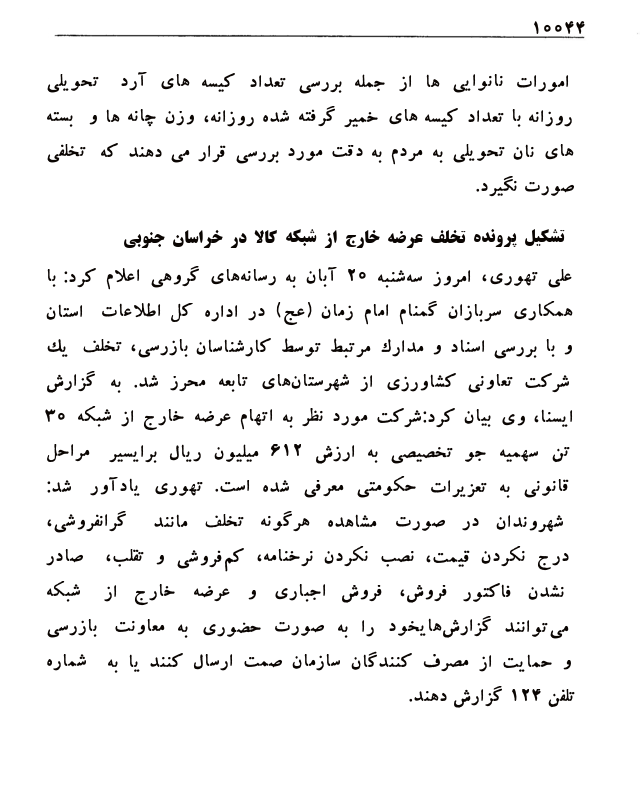 ۱۰۰۴۴
امورات نانوایی ها از جمله بررسی تعداد کیسه های آرد تحویلی
روزانه با تعداد کیسه های خمیر گرفته شده روزانه، وزن چانه ها و بسته
های نان تحویلی به مردم به دقت مورد بررسی قرار می دهند که تخلفی
صورت نگیرد.
تشکیل پرونده تخلف عرضه خارج از شبکه کالا در خراسان جنوبی
علی تهوری، امروز سه‌شنبه ۲۰ آبان به رسانه‌های گروهی اعلام کرد: با
همکاری سربازان گمنام امام زمان (عج) در اداره کل اطلاعات استان
و با بررسی اسناد و مدارك مرتبط توسط کارشناسان بازرسی، تخلف یك
شرکت تعاونی کشاورزی از شهرستان‌های تابعه محرز شد. به گزارش
ایسنا، وی بیان کرد:شرکت مورد نظر به اتهام عرضه خارج از شبکه ۳۰
تن سهمیه جو تخصیصی به ارزش ۶۱۲ میلیون ریال برایسیر مراحل
قانونی به تعزیرات حکومتی معرفی شده است. تهوری یادآور شد:
شهروندان در صورت مشاهده هرگونه تخلف مانند گرانفروشی،
درج نکردن قیمت، نصب نکردن نرخنامه، کم‌فروشی و تقلب، صادر
نشدن فاکتور فروش، فروش اجباری و عرضه خارج از شبکه
می‌توانند گزارش‌هایخود را به صورت حضوری به معاونت بازرسی
و حمایت از مصرف کنندگان سازمان صمت ارسال کنند یا به شماره
تلفن ۱۲۴ گزارش دهند.